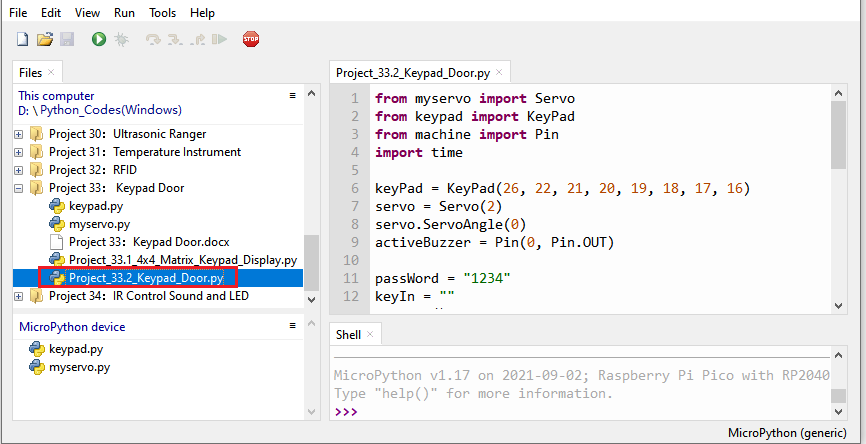 File Edit View Run Tools Help
STOP
Files ×
This computer
D: \Python_Codes(Windows)
Project 30：Ultrasonic Ranger
Project 31：Temperature Instrument
Project 32：RFID
Project 33： Keypad Door
keypad.py
myservo.py
Project 33：Keypad Door.docx
Project_33.1_4x4_Matrix_Keypad_Display.py
Project_33.2_Keypad_Door.py
Project 34：IR Control Sound and LED
MicroPython device
keypad.py
myservo.py
Project_33.2_Keypad_Door.py ×
1 from myservo import Servo
2 from keypad import KeyPad
3 from machine import Pin
4 import time
5
6 keyPad = KeyPad(26, 22, 21, 20, 19, 18, 17, 16)
7 servo = Servo(2)
8 servo.ServoAngle(0)
9 activeBuzzer = Pin(0, Pin.OUT)
10
11 passWord = "1234"
12 keyIn = ""
Shell ×
MicroPython v1.17 on 2021-09-02; Raspberry Pi Pico with RP2040
Type "help()" for more information.
>>>
MicroPython (generic)